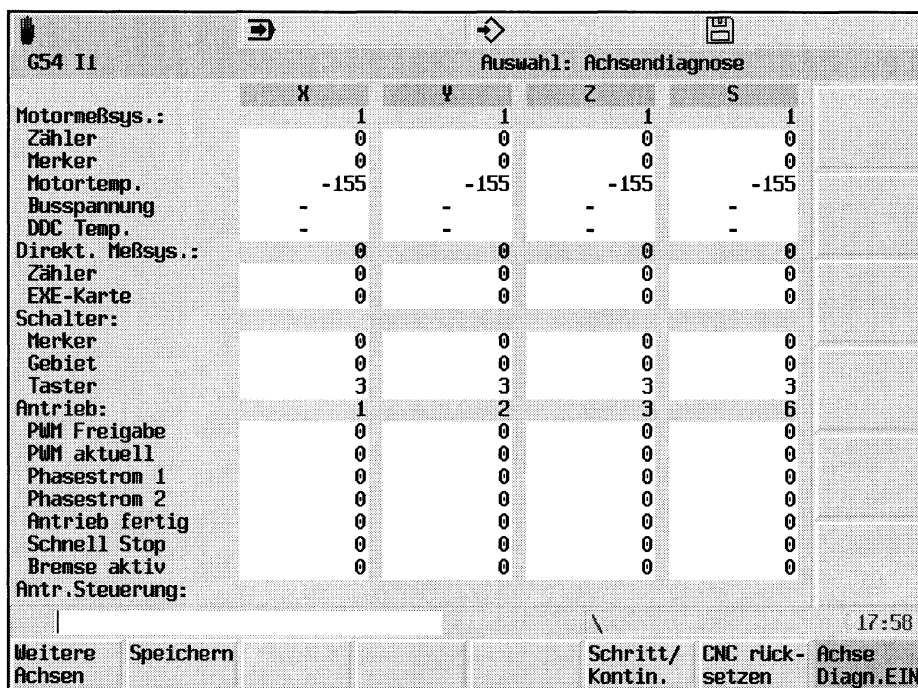 G54 I1 Auswahl: Achsendiagnose
X Y Z S
Motormeßsys.: 1 1 1 1
Zähler 0 0 0 0
Merker 0 0 0 0
Motortemp. -155 -155 -155 -155
Busspannung - - - -
DDC Temp. - - - -
Direkt. Meßsys.: 0 0 0 0
Zähler 0 0 0 0
EXE-Karte 0 0 0 0
Schalter:
Merker 0 0 0 0
Gebiet 0 0 0 0
Taster 3 3 3 3
Antrieb: 1 2 3 6
PWM Freigabe 0 0 0 0
PWM aktuell 0 0 0 0
Phasestrom 1 0 0 0 0
Phasestrom 2 0 0 0 0
Antrieb fertig 0 0 0 0
Schnell Stop 0 0 0 0
Bremse aktiv 0 0 0 0
Antr.Steuerung:
\ 17:58
Weitere Speichern Schritt/ CNC rück- Achse
Achsen Kontin. setzen Diagn.EIN